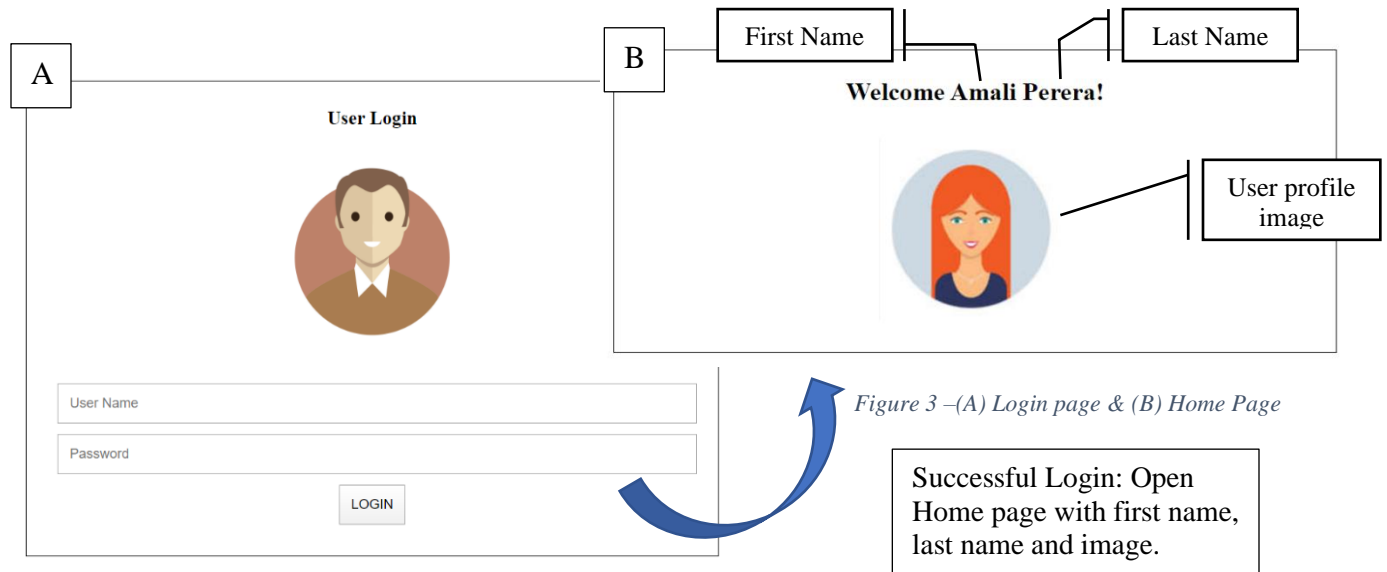 A
User Login
User Name
Password
LOGIN
B
First Name
Last Name
Welcome Amali Perera!
User profile
image
Figure 3 –(A) Login page & (B) Home Page
Successful Login: Open
Home page with first name,
last name and image.